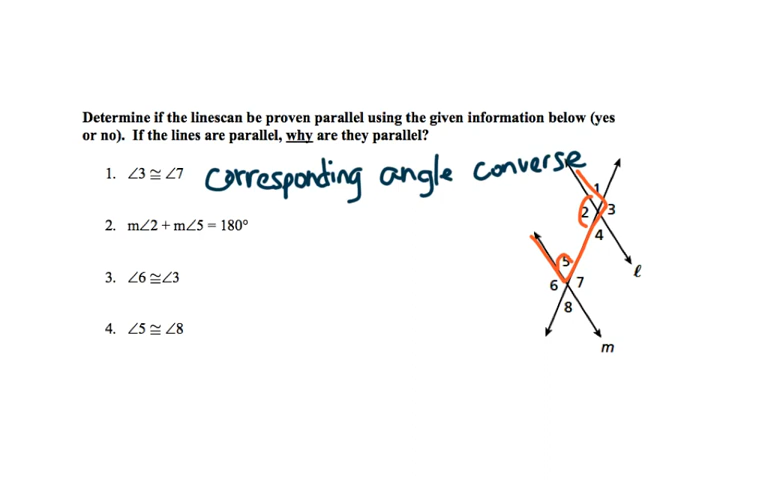 Determine if the linescan be proven parallel using the given information below (yes
or no). If the lines are parallel, why are they parallel?
1. ∠3 ≅ ∠7 corresponding angle converse
2. m∠2 + m∠5 = 180°
3. ∠6 ≅ ∠3
4. ∠5 ≅ ∠8
1
2 3
4
ℓ
5
6 7
8
m